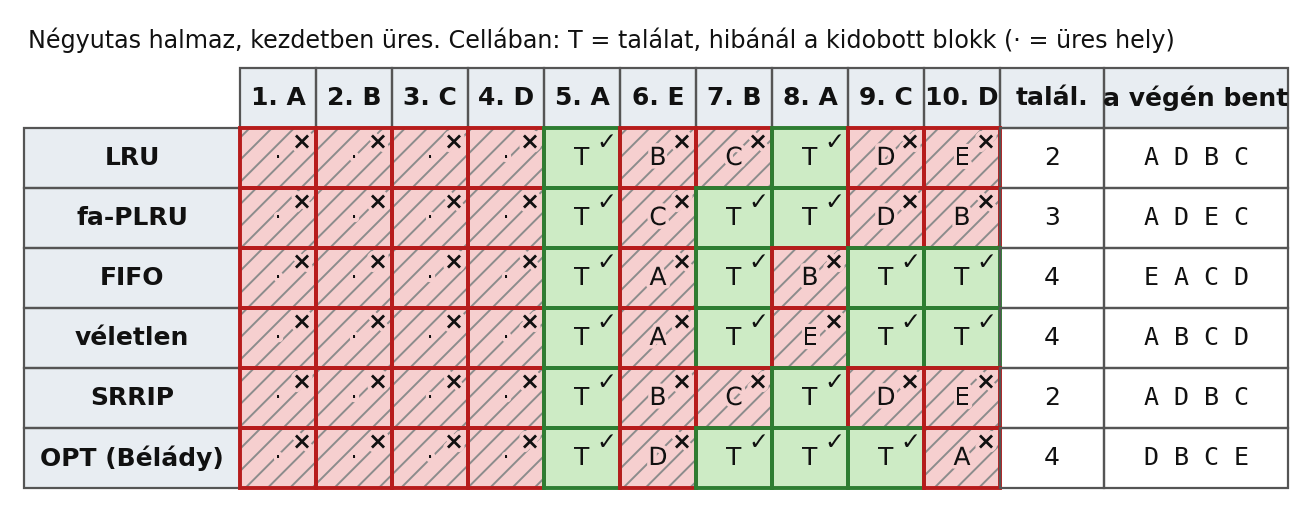 Négyutas halmaz, kezdetben üres. Cellában: T = találat, hibánál a kidobott blokk (· = üres hely)
1. A 2. B 3. C 4. D 5. A 6. E 7. B 8. A 9. C 10. D talál. a végén bent
LRU · × · × · × · × T ✓ B × C × T ✓ D × E × 2 A D B C
fa-PLRU · × · × · × · × T ✓ C × T ✓ T ✓ D × B × 3 A D E C
FIFO · × · × · × · × T ✓ A × T ✓ B × T ✓ T ✓ 4 E A C D
véletlen · × · × · × · × T ✓ A × T ✓ E × T ✓ T ✓ 4 A B C D
SRRIP · × · × · × · × T ✓ B × C × T ✓ D × E × 2 A D B C
OPT (Bélády) · × · × · × · × T ✓ D × T ✓ T ✓ T ✓ A × 4 D B C E